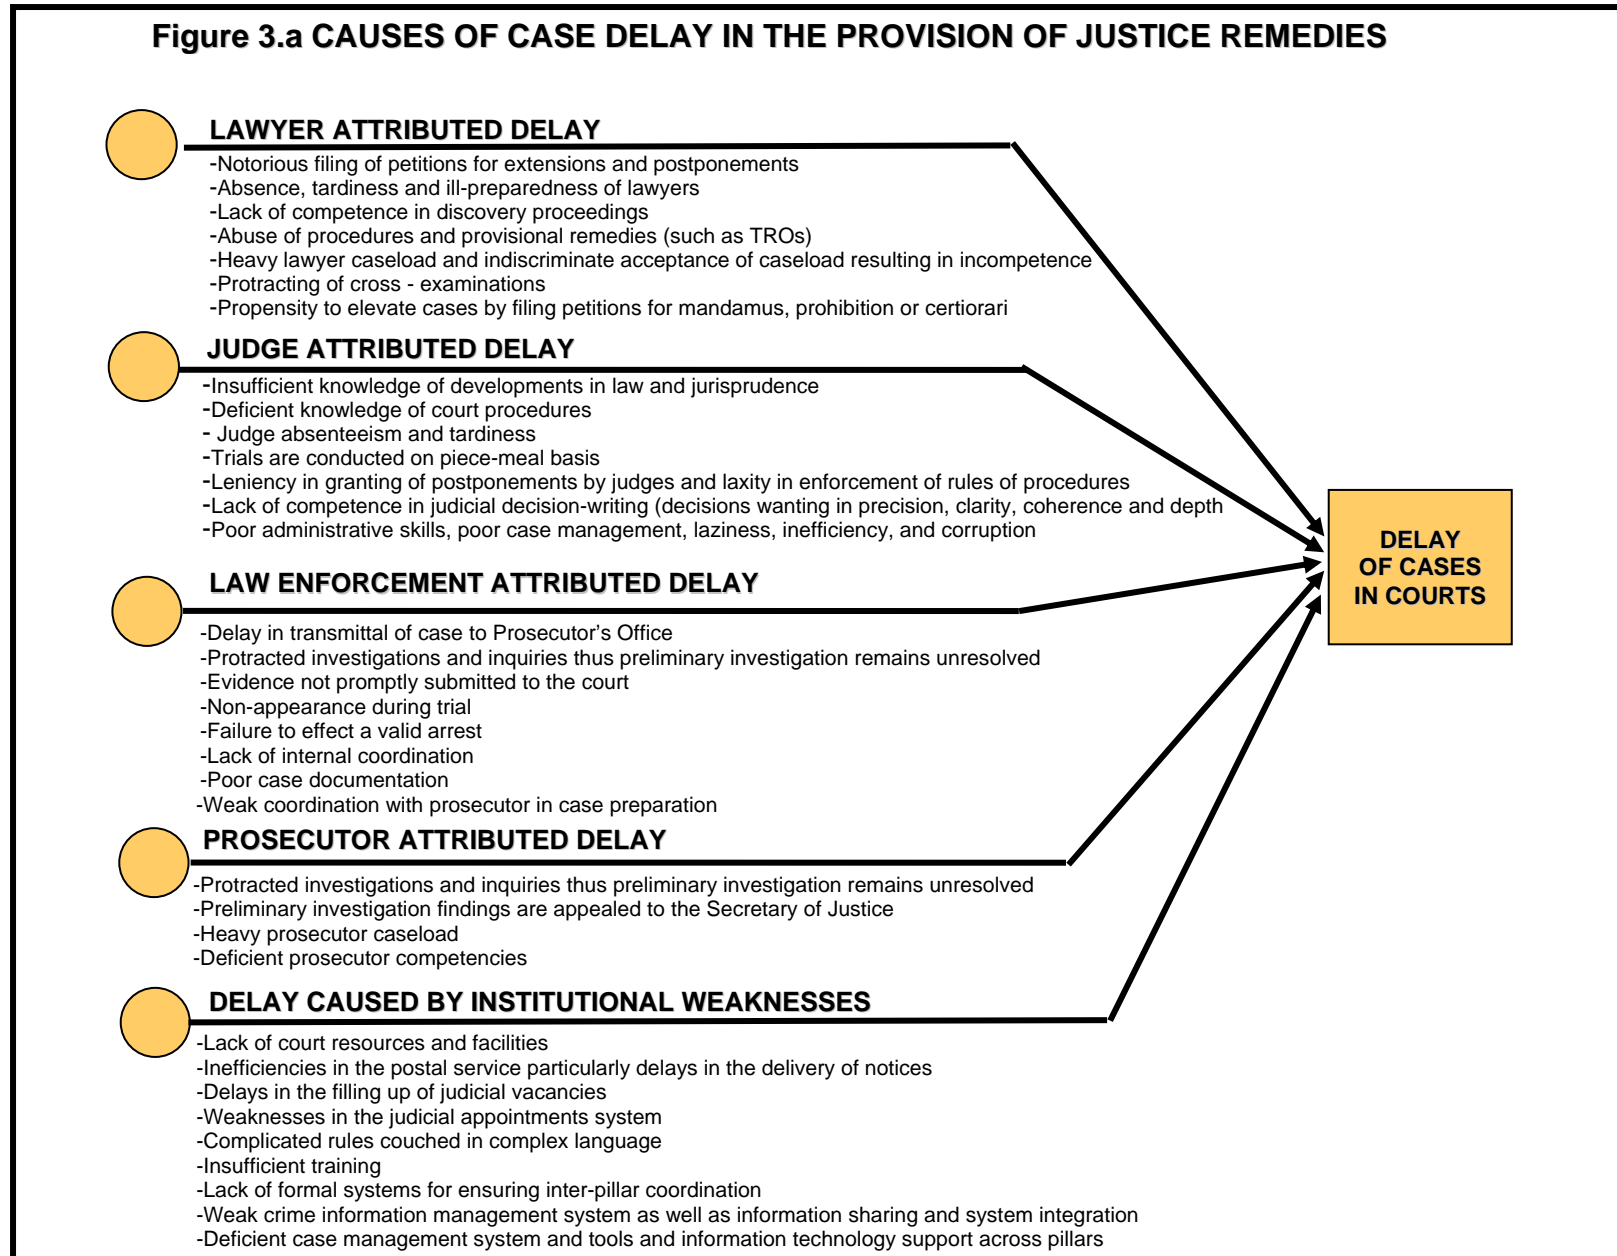 Figure 3.a CAUSES OF CASE DELAY IN THE PROVISION OF JUSTICE REMEDIES
LAWYER ATTRIBUTED DELAY
-Notorious filing of petitions for extensions and postponements
-Absence, tardiness and ill-preparedness of lawyers
-Lack of competence in discovery proceedings
-Abuse of procedures and provisional remedies (such as TROs)
-Heavy lawyer caseload and indiscriminate acceptance of caseload resulting in incompetence
-Protracting of cross - examinations
-Propensity to elevate cases by filing petitions for mandamus, prohibition or certiorari
JUDGE ATTRIBUTED DELAY
-Insufficient knowledge of developments in law and jurisprudence
-Deficient knowledge of court procedures
- Judge absenteeism and tardiness
-Trials are conducted on piece-meal basis
-Leniency in granting of postponements by judges and laxity in enforcement of rules of procedures
-Lack of competence in judicial decision-writing (decisions wanting in precision, clarity, coherence and depth
-Poor administrative skills, poor case management, laziness, inefficiency, and corruption
LAW ENFORCEMENT ATTRIBUTED DELAY
-Delay in transmittal of case to Prosecutor's Office
-Protracted investigations and inquiries thus preliminary investigation remains unresolved
-Evidence not promptly submitted to the court
-Non-appearance during trial
-Failure to effect a valid arrest
-Lack of internal coordination
-Poor case documentation
-Weak coordination with prosecutor in case preparation
PROSECUTOR ATTRIBUTED DELAY
-Protracted investigations and inquiries thus preliminary investigation remains unresolved
-Preliminary investigation findings are appealed to the Secretary of Justice
-Heavy prosecutor caseload
-Deficient prosecutor competencies
DELAY CAUSED BY INSTITUTIONAL WEAKNESSES
-Lack of court resources and facilities
-Inefficiencies in the postal service particularly delays in the delivery of notices
-Delays in the filling up of judicial vacancies
-Weaknesses in the judicial appointments system
-Complicated rules couched in complex language
-Insufficient training
-Lack of formal systems for ensuring inter-pillar coordination
-Weak crime information management system as well as information sharing and system integration
-Deficient case management system and tools and information technology support across pillars
DELAY
OF CASES
IN COURTS